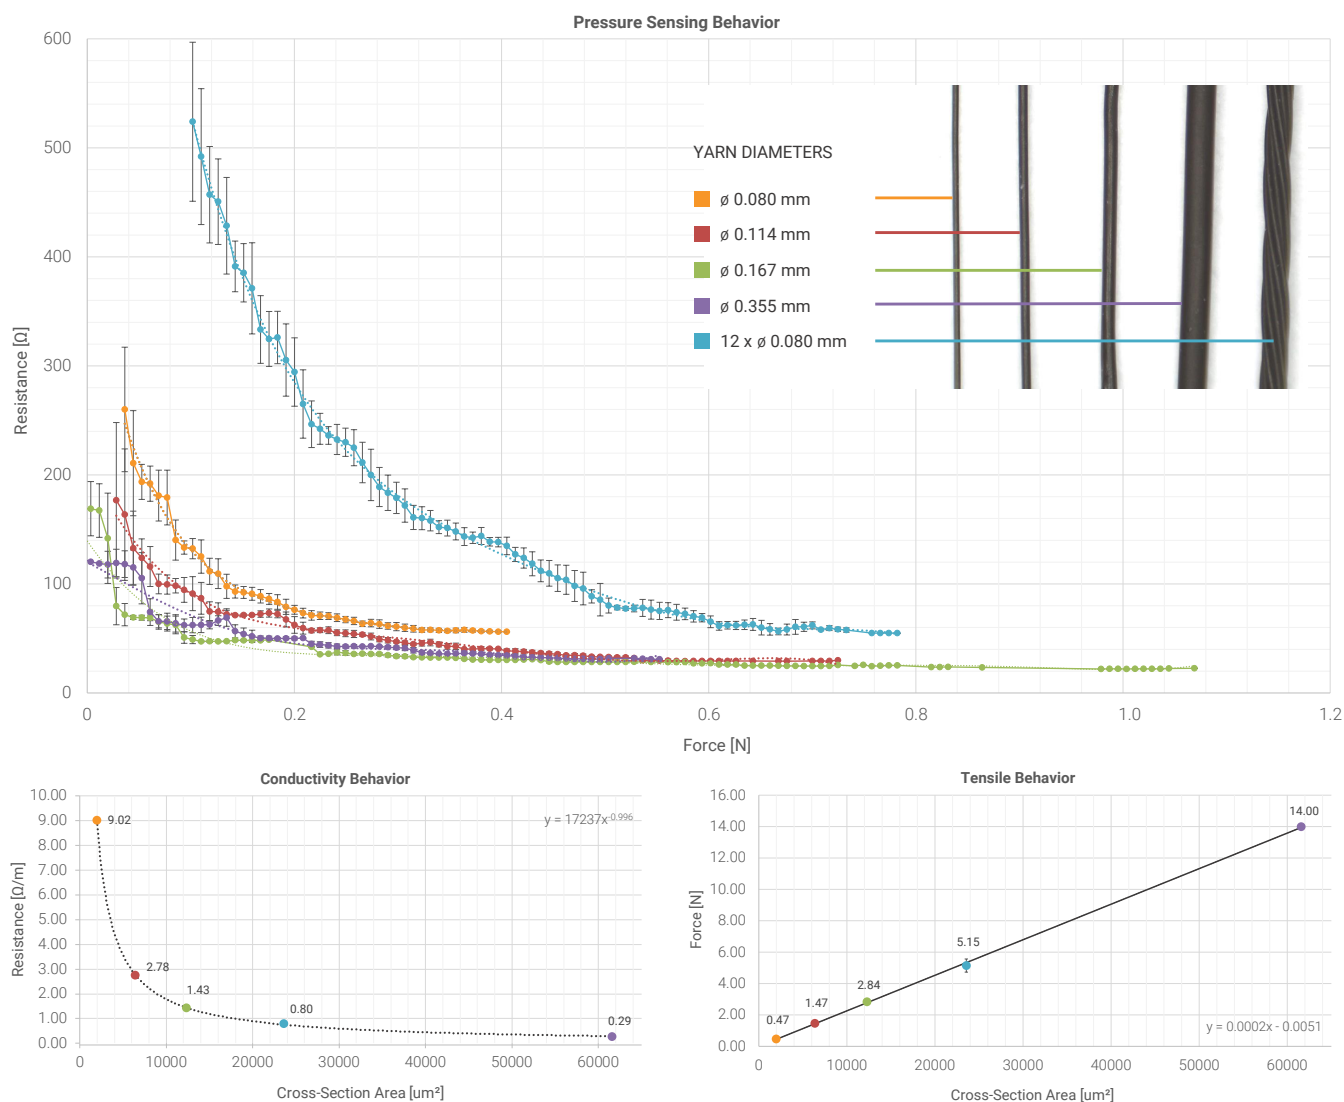 Pressure Sensing Behavior
600
500
400
300
200
100
0
Resistance [Ω]
YARN DIAMETERS
ø 0.080 mm
ø 0.114 mm
ø 0.167 mm
ø 0.355 mm
12 x ø 0.080 mm
0 0.2 0.4 0.6 0.8 1.0 1.2
Force [N]
Conductivity Behavior
10.00
9.00
8.00
7.00
6.00
5.00
4.00
3.00
2.00
1.00
0.00
Resistance [Ω/m]
y = 17237x^-0.996
9.02
2.78
1.43
0.80
0.29
0 10000 20000 30000 40000 50000 60000
Cross-Section Area [um²]
Tensile Behavior
16.00
14.00
12.00
10.00
8.00
6.00
4.00
2.00
0.00
Force [N]
14.00
5.15
2.84
1.47
0.47
y = 0.0002x - 0.0051
0 10000 20000 30000 40000 50000 60000
Cross-Section Area [um²]